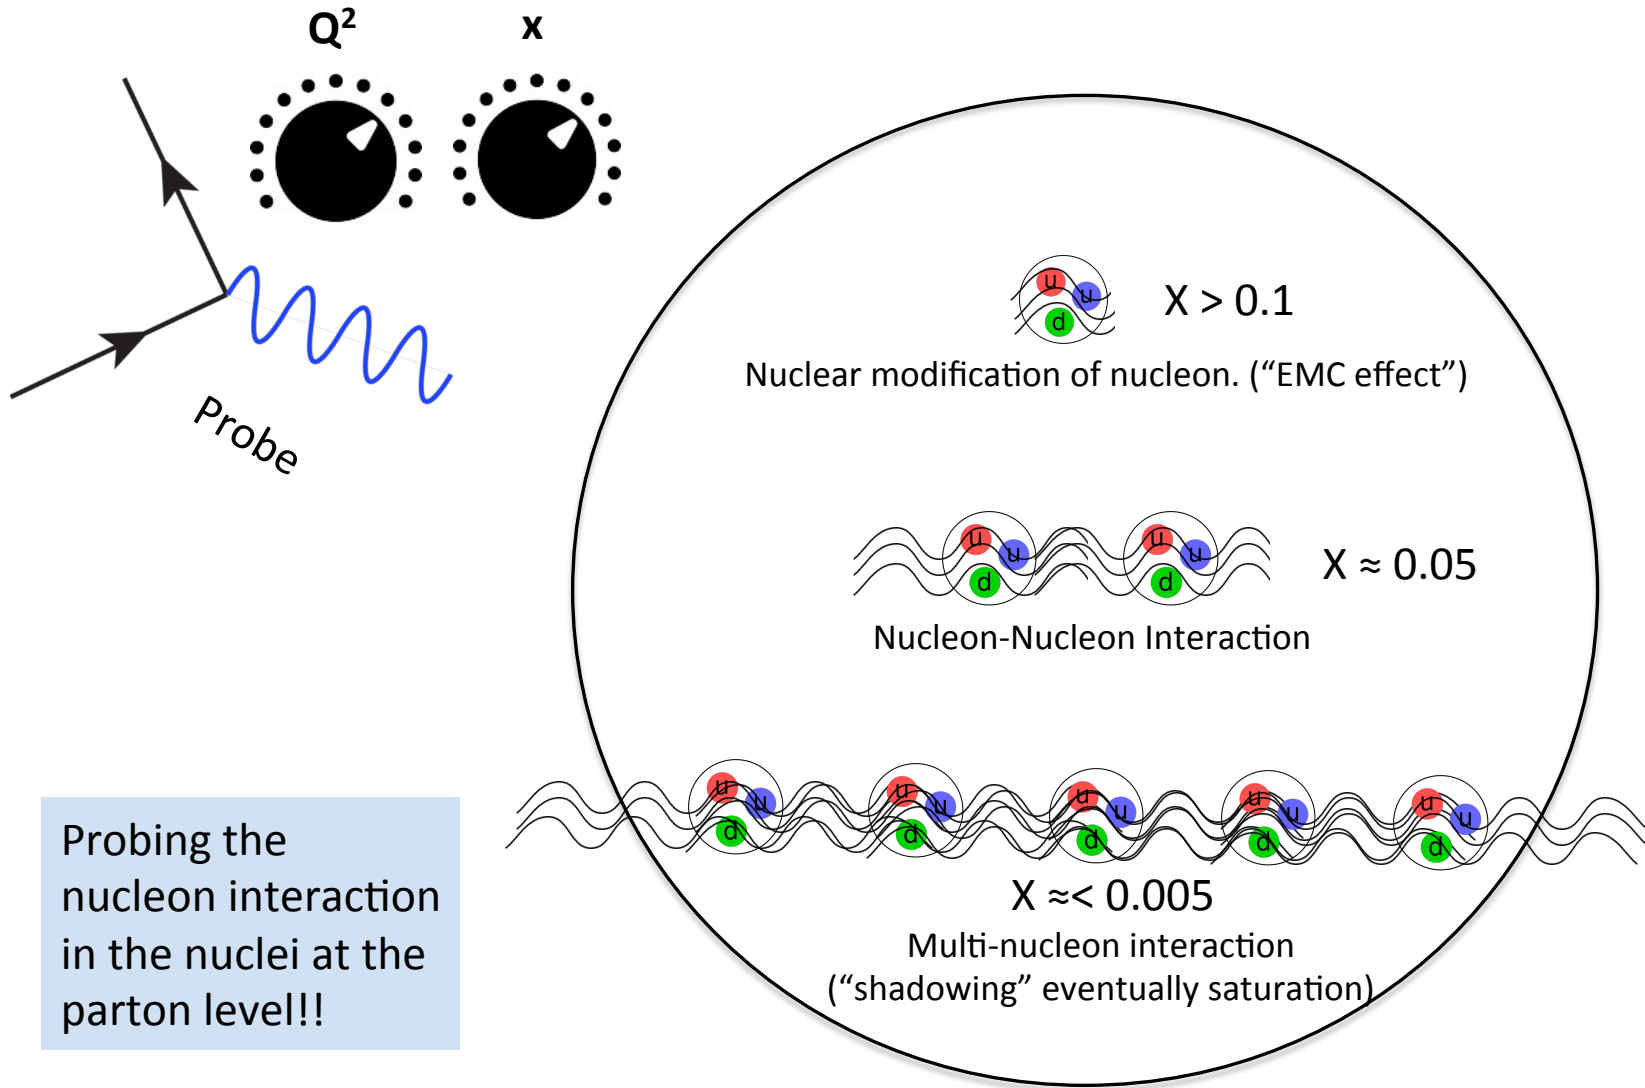 Q² x
Probe
u u d
X > 0.1
Nuclear modification of nucleon. (“EMC effect”)
u u d u u d
X ≈ 0.05
Nucleon-Nucleon Interaction
u u d u u d u u d u u d u u d
X ≈< 0.005
Multi-nucleon interaction
(“shadowing” eventually saturation)
Probing the
nucleon interaction
in the nuclei at the
parton level!!